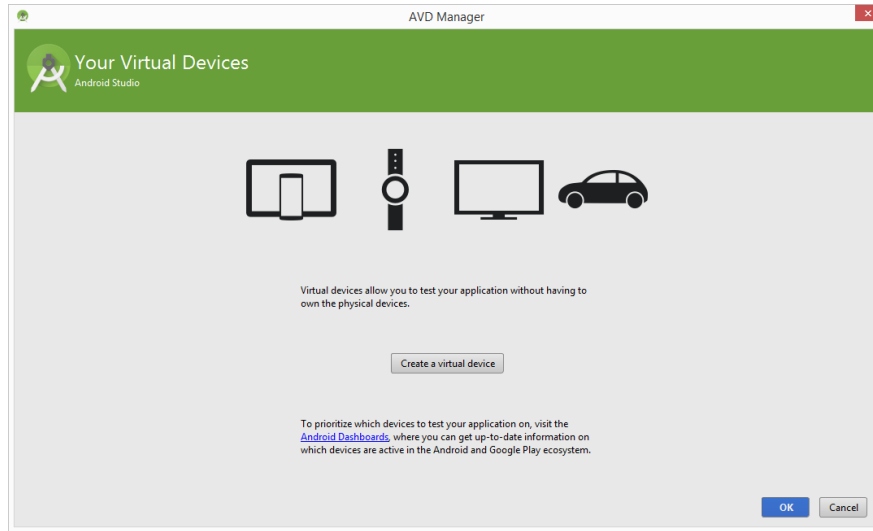 AVD Manager
Your Virtual Devices
Android Studio
Virtual devices allow you to test your application without having to
own the physical devices.
Create a virtual device
To prioritize which devices to test your application on, visit the
Android Dashboards, where you can get up-to-date information on
which devices are active in the Android and Google Play ecosystem.
OK
Cancel